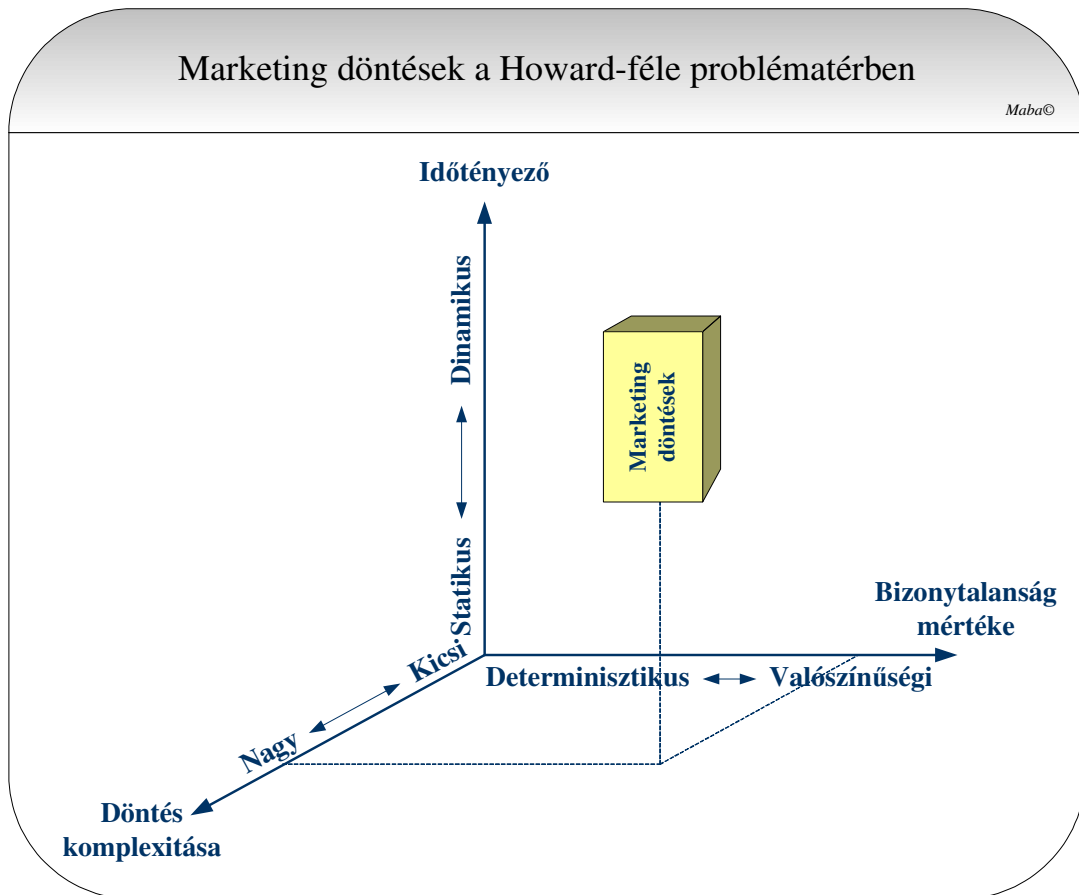 Marketing döntések a Howard-féle problématérben
Maba©
Időtényező
Dinamikus
Statikus
Marketing
döntések
Bizonytalanság
mértéke
Determinisztikus
Valószínűségi
Kicsi
Nagy
Döntés
komplexitása